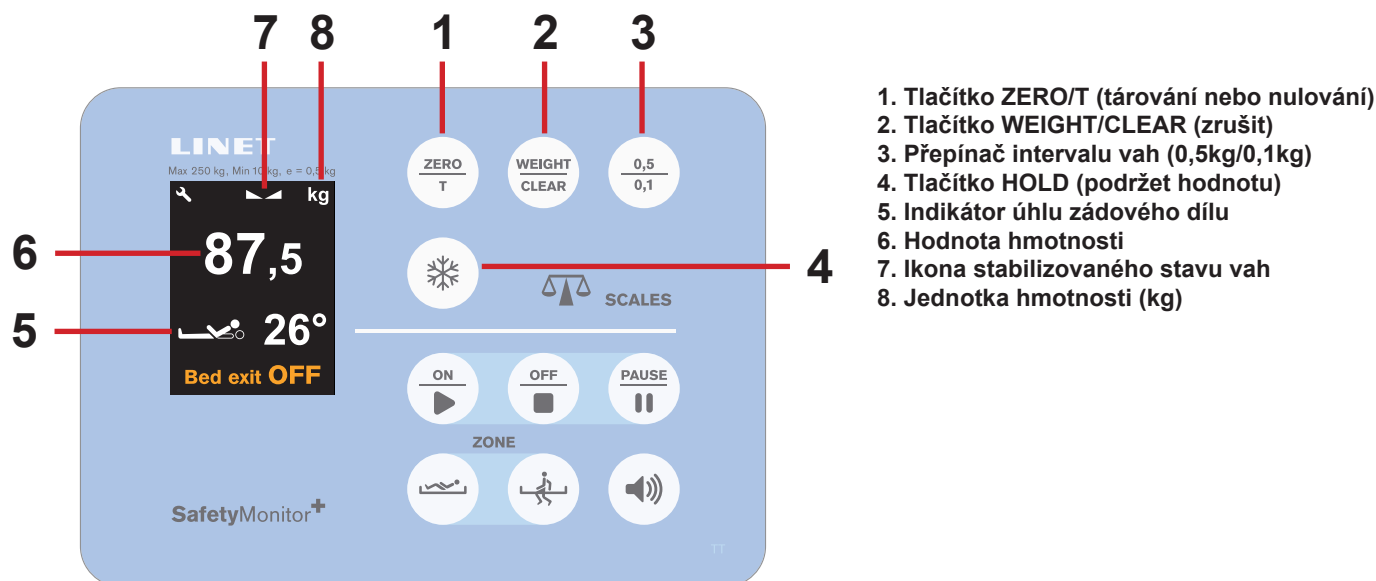 7 8 1 2 3
LINET
Max 250 kg, Min 10 kg, e = 0,5 kg
kg
87,5
26°
Bed exit OFF
6
5
4
ZERO
T
WEIGHT
CLEAR
0,5
0,1
SCALES
ON
OFF
PAUSE
ZONE
SafetyMonitor+
TT
1. Tlačítko ZERO/T (tárování nebo nulování)
2. Tlačítko WEIGHT/CLEAR (zrušit)
3. Přepínač intervalu vah (0,5kg/0,1kg)
4. Tlačítko HOLD (podržet hodnotu)
5. Indikátor úhlu zádového dílu
6. Hodnota hmotnosti
7. Ikona stabilizovaného stavu vah
8. Jednotka hmotnosti (kg)